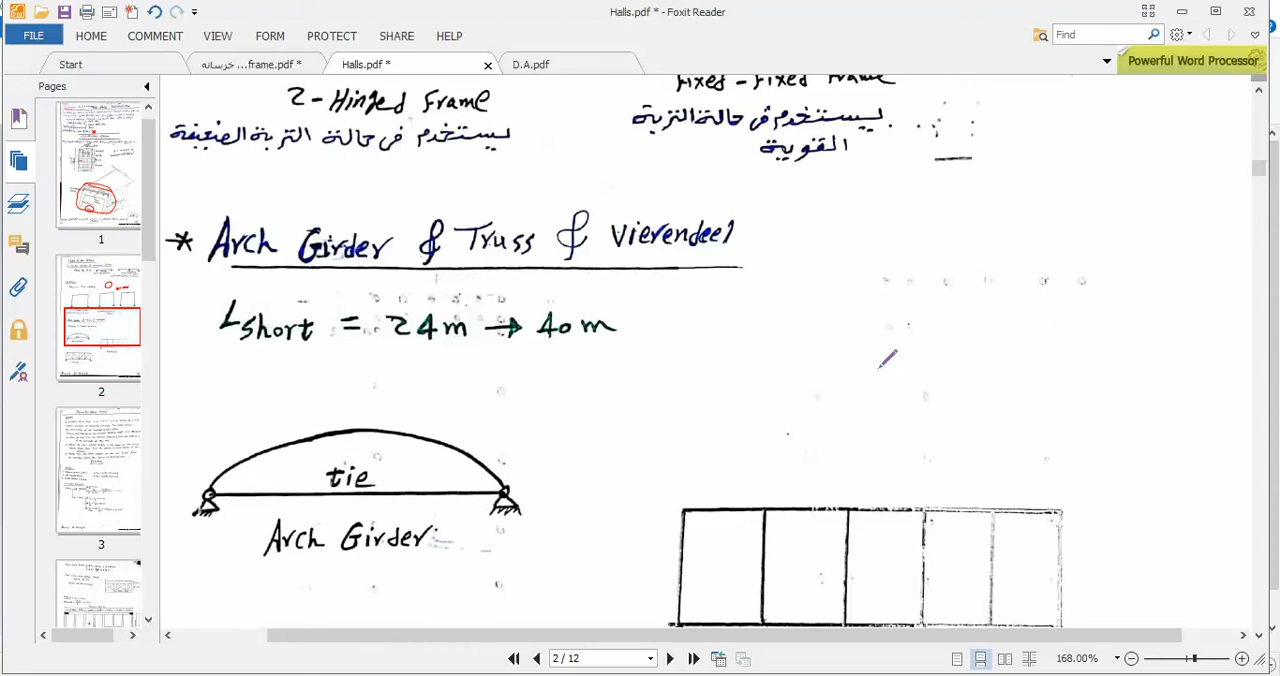 Halls.pdf * - Foxit Reader
FILE HOME COMMENT VIEW FORM PROTECT SHARE HELP
Find
Start
خرسانه ...frame.pdf *
Halls.pdf *
D.A.pdf
Powerful Word Processor
Pages
1
2
3
2-Hinged Frame
يستخدم فى حالة التربة الضعيفة
Fixed-Fixed Frame
يستخدم فى حالة التربة
القوية
* Arch Girder & Truss & Vierendeel
Lshort = 24m → 40m
tie
Arch Girder
2 / 12
168.00%